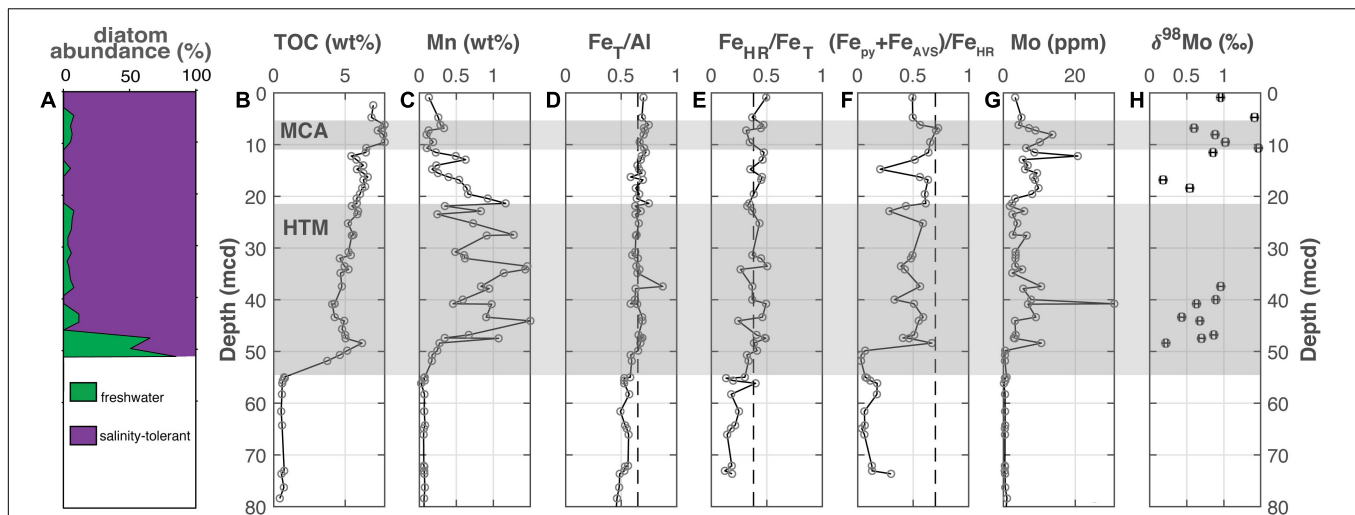 diatom
abundance (%)
0 50 100
A
freshwater
salinity-tolerant
TOC (wt%)
0 5
B
MCA
HTM
Depth (mcd)
0
10
20
30
40
50
60
70
80
Mn (wt%)
0 0.5 1
C
FeT/Al
0 0.5 1
D
FeHR/FeT
0 0.5 1
E
(Fepy+FeAVS)/FeHR
0 0.5 1
F
Mo (ppm)
0 20
G
δ98Mo (‰)
0 0.5 1
H
0
10
20
30
40
50
60
70
80
Depth (mcd)